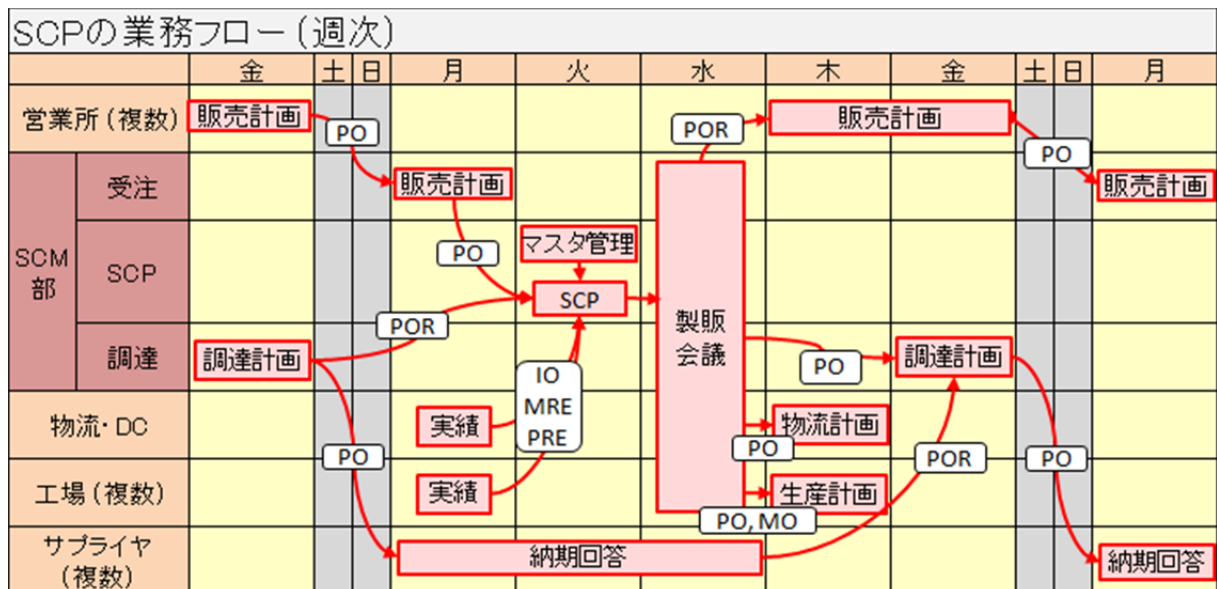 SCPの業務フロー(週次)
金 土 日 月 火 水 木 金 土 日 月
営業所(複数) 販売計画 PO POR 販売計画 PO
SCM部
受注 販売計画 PO 販売計画
SCP マスタ管理
SCP
POR
製販
会議
調達 調達計画 PO 調達計画
IO
MRE
PRE
物流・DC 実績 物流計画
PO PO POR PO
工場(複数) 実績 生産計画
PO, MO
サプライヤ
(複数)
納期回答 納期回答